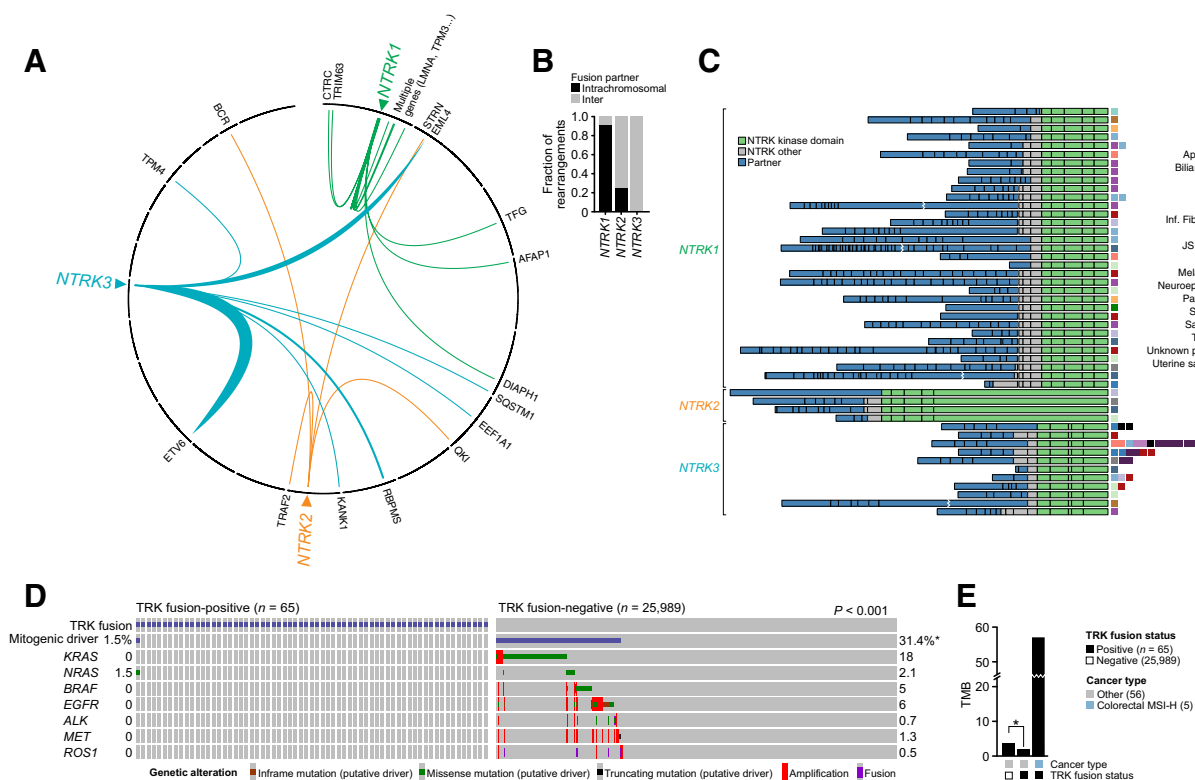 A
CTRC
TRIM63
NTRK1
Multiple
genes (LMNA, TPM3...)
STRN
EML4
BCR
TPM4
NTRK3
TFG
AFAP1
DIAPH1
SQSTM1
EEF1A1
QKI
RBPMS
KANK1
NTRK2
TRAF2
ETV6
B
Fusion partner
Intrachromosomal
Inter
Fraction of
rearrangements
1.0
0.8
0.6
0.4
0.2
0
NTRK1
NTRK2
NTRK3
C
NTRK kinase domain
NTRK other
Partner
NTRK1
NTRK2
NTRK3
Ap
Bilia
Inf. Fib
JS
Mel
Neuroep
Pa
S
Sa
T
Unknown p
Uterine sa
D
TRK fusion-positive (n = 65)
TRK fusion-negative (n = 25,989)
P < 0.001
TRK fusion
Mitogenic driver 1.5% 31.4%*
KRAS 0 18
NRAS 1.5 2.1
BRAF 0 5
EGFR 0 6
ALK 0 0.7
MET 0 1.3
ROS1 0 0.5
Genetic alteration Inframe mutation (putative driver) Missense mutation (putative driver) Truncating mutation (putative driver) Amplification Fusion
E
TMB
60
50
20
10
0
*
Cancer type
TRK fusion status
TRK fusion status
Positive (n = 65)
Negative (25,989)
Cancer type
Other (56)
Colorectal MSI-H (5)